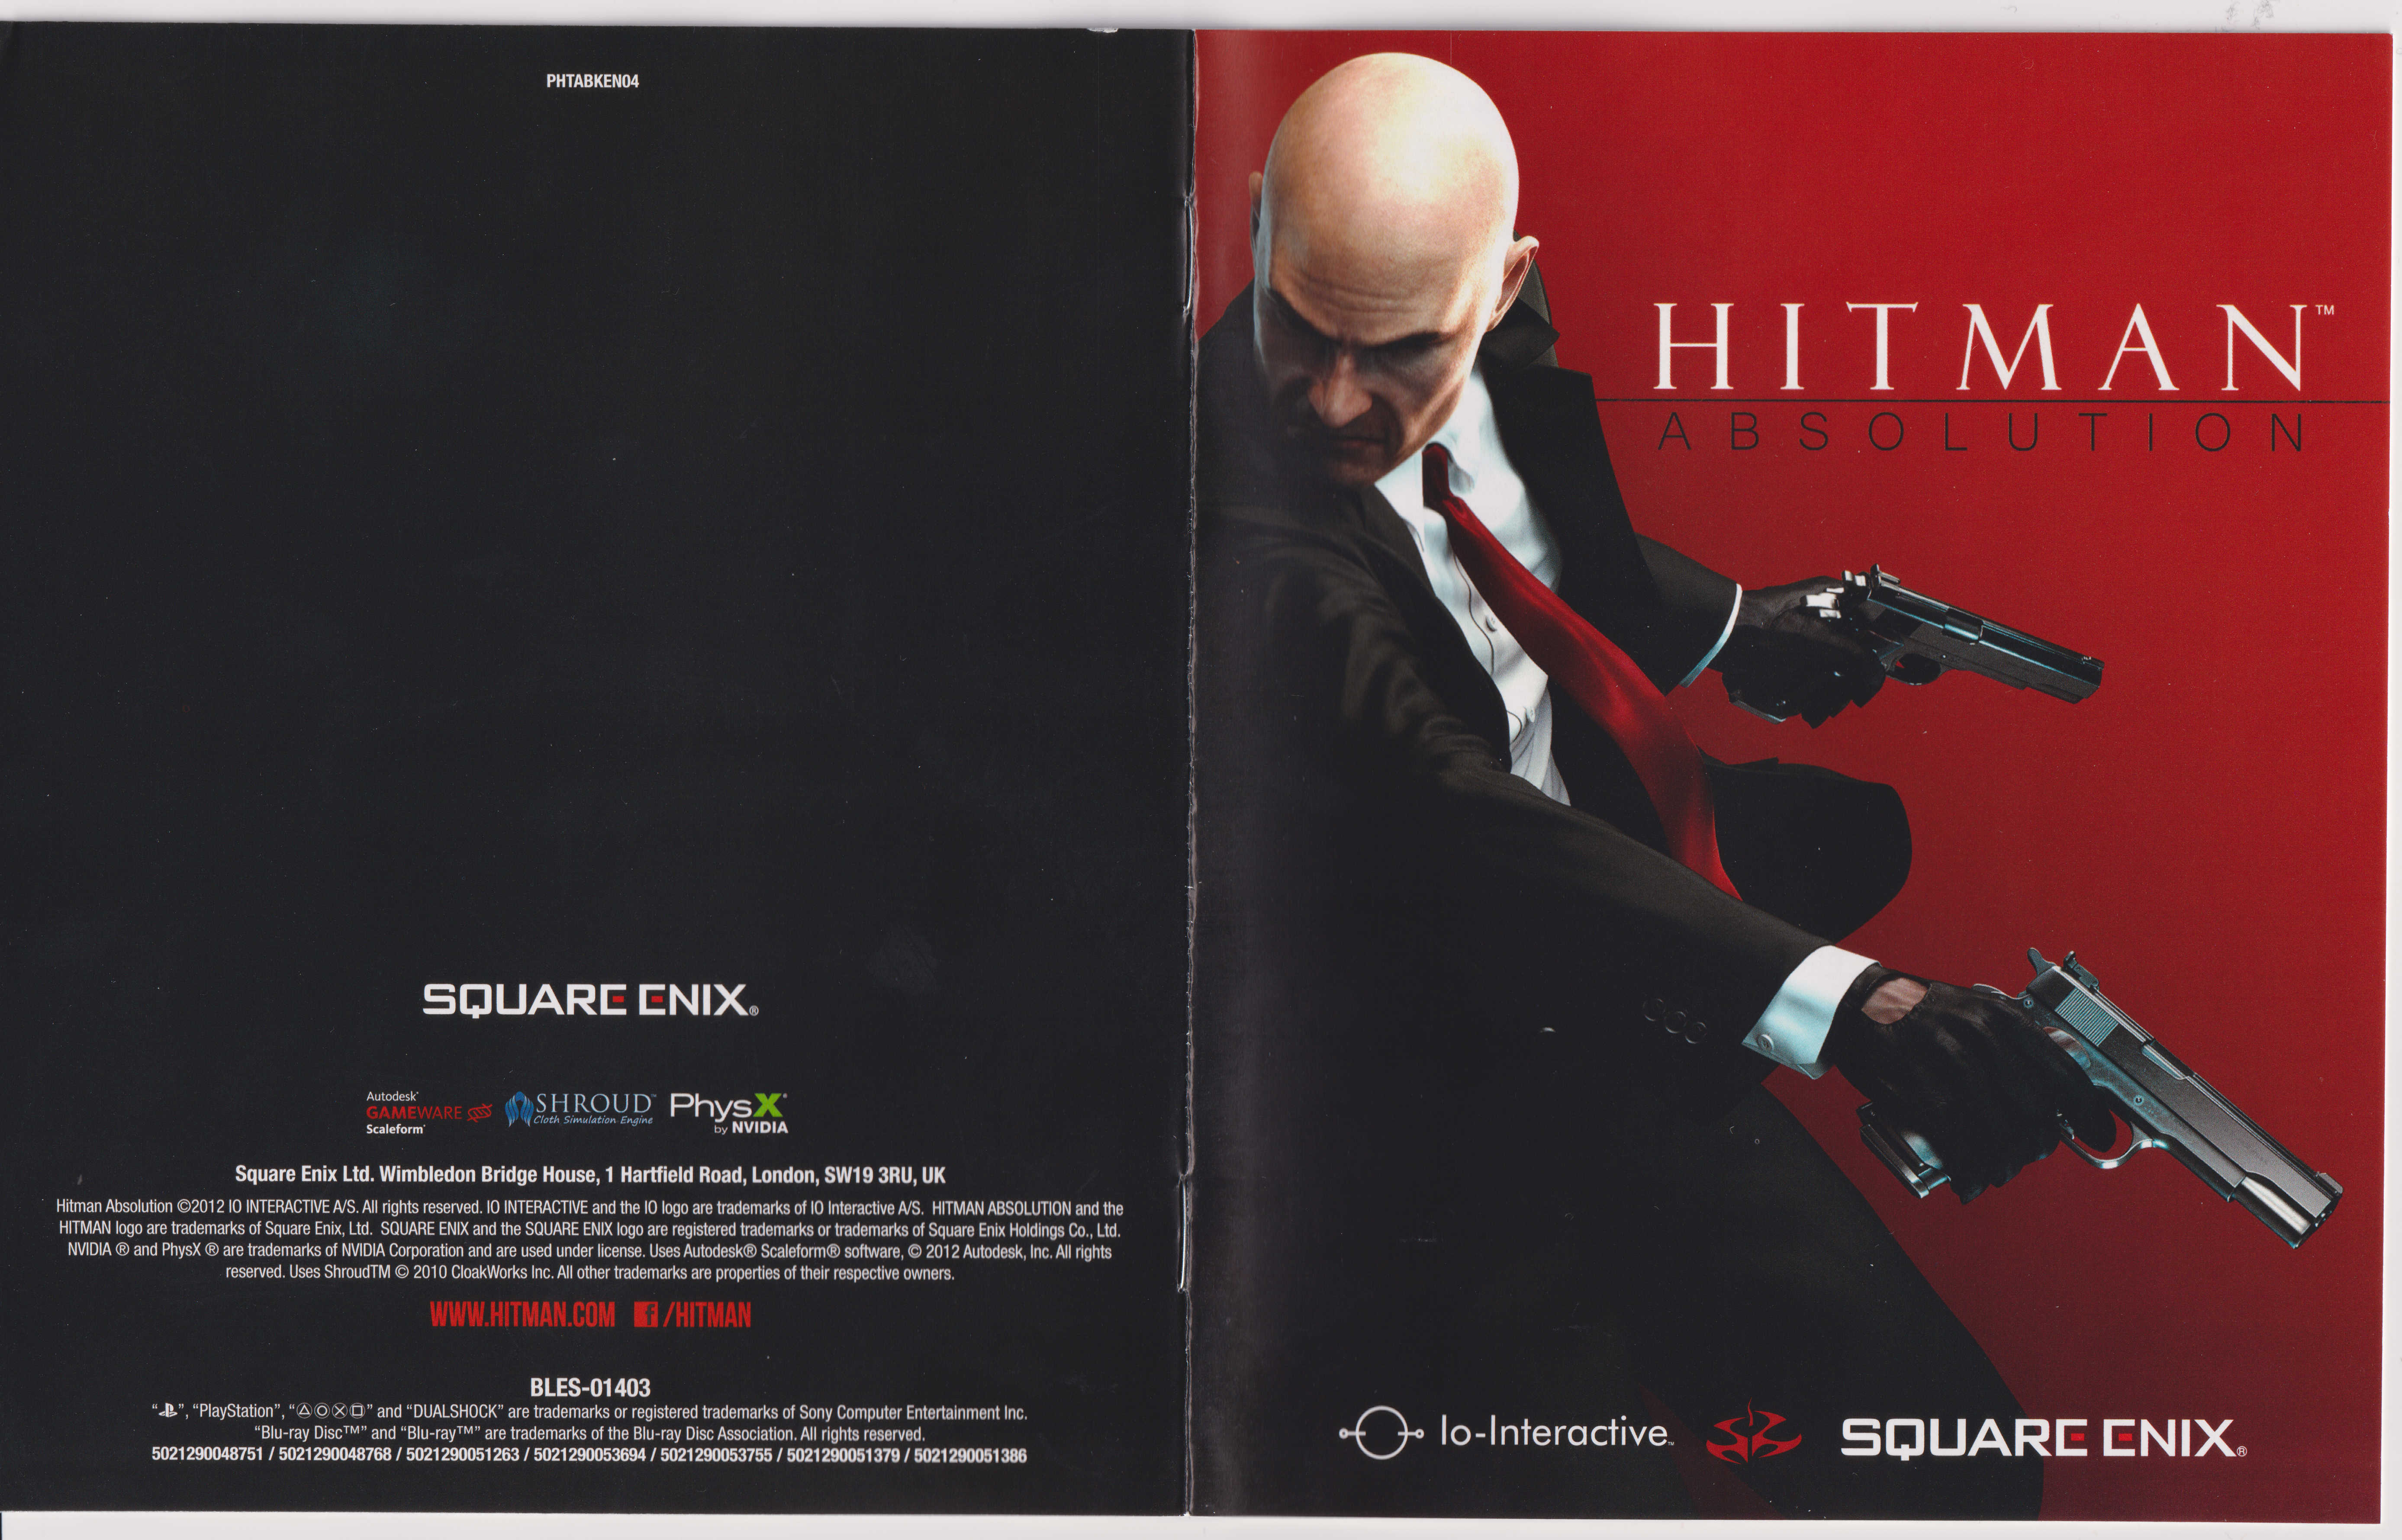 PHTABKEN04
SQUARE ENIX®
Autodesk®
GAMEWARE
Scaleform®
SHROUD™
Cloth Simulation Engine
PhysX®
by NVIDIA
Square Enix Ltd. Wimbledon Bridge House, 1 Hartfield Road, London, SW19 3RU, UK
Hitman Absolution ©2012 IO INTERACTIVE A/S. All rights reserved. IO INTERACTIVE and the IO logo are trademarks of IO Interactive A/S. HITMAN ABSOLUTION and the
HITMAN logo are trademarks of Square Enix, Ltd. SQUARE ENIX and the SQUARE ENIX logo are registered trademarks or trademarks of Square Enix Holdings Co., Ltd.
NVIDIA ® and PhysX ® are trademarks of NVIDIA Corporation and are used under license. Uses Autodesk® Scaleform® software, © 2012 Autodesk, Inc. All rights
reserved. Uses ShroudTM © 2010 CloakWorks Inc. All other trademarks are properties of their respective owners.
WWW.HITMAN.COM f/HITMAN
BLES-01403
“ ”, “PlayStation”, “△○✕□” and “DUALSHOCK” are trademarks or registered trademarks of Sony Computer Entertainment Inc.
“Blu-ray Disc™” and “Blu-ray™” are trademarks of the Blu-ray Disc Association. All rights reserved.
5021290048751 / 5021290048768 / 5021290051263 / 5021290053694 / 5021290053755 / 5021290051379 / 5021290051386
HITMAN™
ABSOLUTION
Io-Interactive™
SQUARE ENIX®